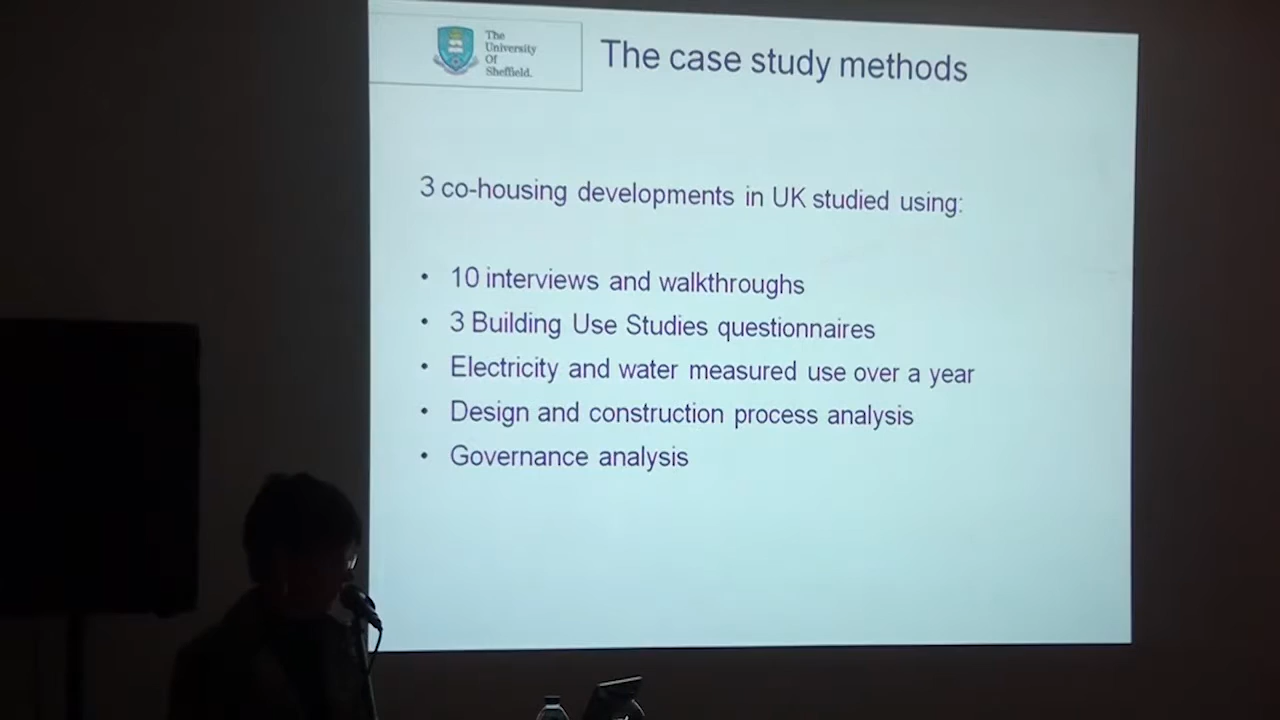 The
University
Of
Sheffield.
The case study methods
3 co-housing developments in UK studied using:
• 10 interviews and walkthroughs
• 3 Building Use Studies questionnaires
• Electricity and water measured use over a year
• Design and construction process analysis
• Governance analysis